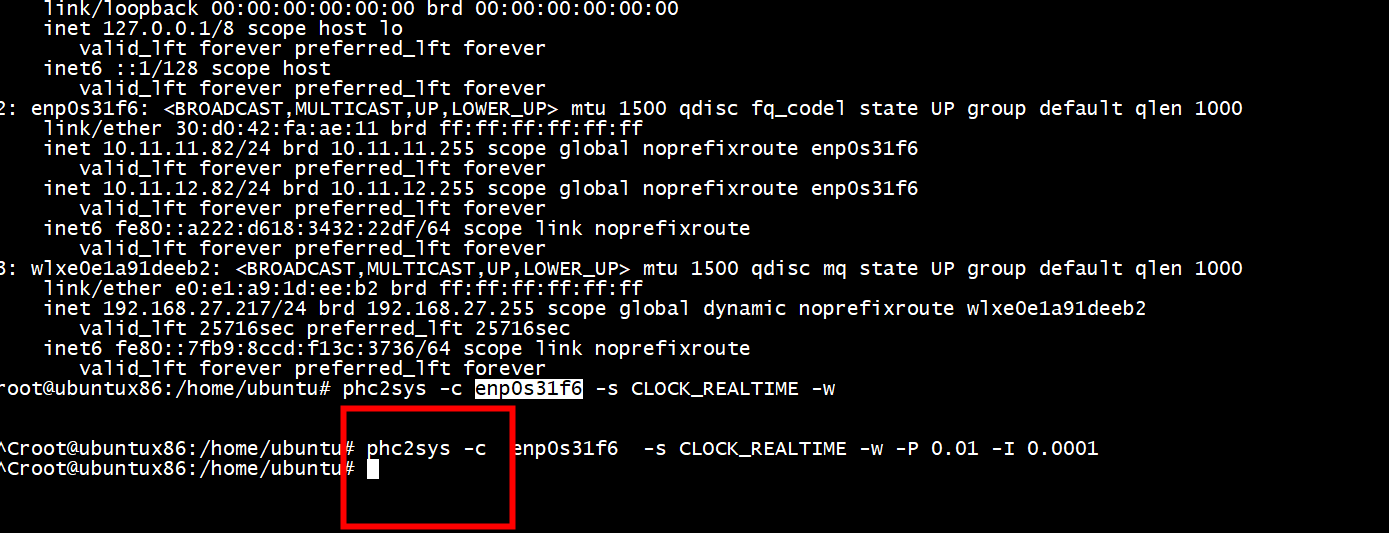 link/loopback 00:00:00:00:00:00 brd 00:00:00:00:00:00
inet 127.0.0.1/8 scope host lo
valid_lft forever preferred_lft forever
inet6 ::1/128 scope host
valid_lft forever preferred_lft forever
2: enp0s31f6: <BROADCAST,MULTICAST,UP,LOWER_UP> mtu 1500 qdisc fq_codel state UP group default qlen 1000
link/ether 30:d0:42:fa:ae:11 brd ff:ff:ff:ff:ff:ff
inet 10.11.11.82/24 brd 10.11.11.255 scope global noprefixroute enp0s31f6
valid_lft forever preferred_lft forever
inet 10.11.12.82/24 brd 10.11.12.255 scope global noprefixroute enp0s31f6
valid_lft forever preferred_lft forever
inet6 fe80::a222:d618:3432:22df/64 scope link noprefixroute
valid_lft forever preferred_lft forever
3: wlxe0e1a91deeb2: <BROADCAST,MULTICAST,UP,LOWER_UP> mtu 1500 qdisc mq state UP group default qlen 1000
link/ether e0:e1:a9:1d:ee:b2 brd ff:ff:ff:ff:ff:ff
inet 192.168.27.217/24 brd 192.168.27.255 scope global dynamic noprefixroute wlxe0e1a91deeb2
valid_lft 25716sec preferred_lft 25716sec
inet6 fe80::7fb9:8ccd:f13c:3736/64 scope link noprefixroute
valid_lft forever preferred_lft forever
root@ubuntux86:/home/ubuntu# phc2sys -c enp0s31f6 -s CLOCK_REALTIME -w
^Croot@ubuntux86:/home/ubuntu# phc2sys -c  enp0s31f6  -s CLOCK_REALTIME -w -P 0.01 -I 0.0001
^Croot@ubuntux86:/home/ubuntu#